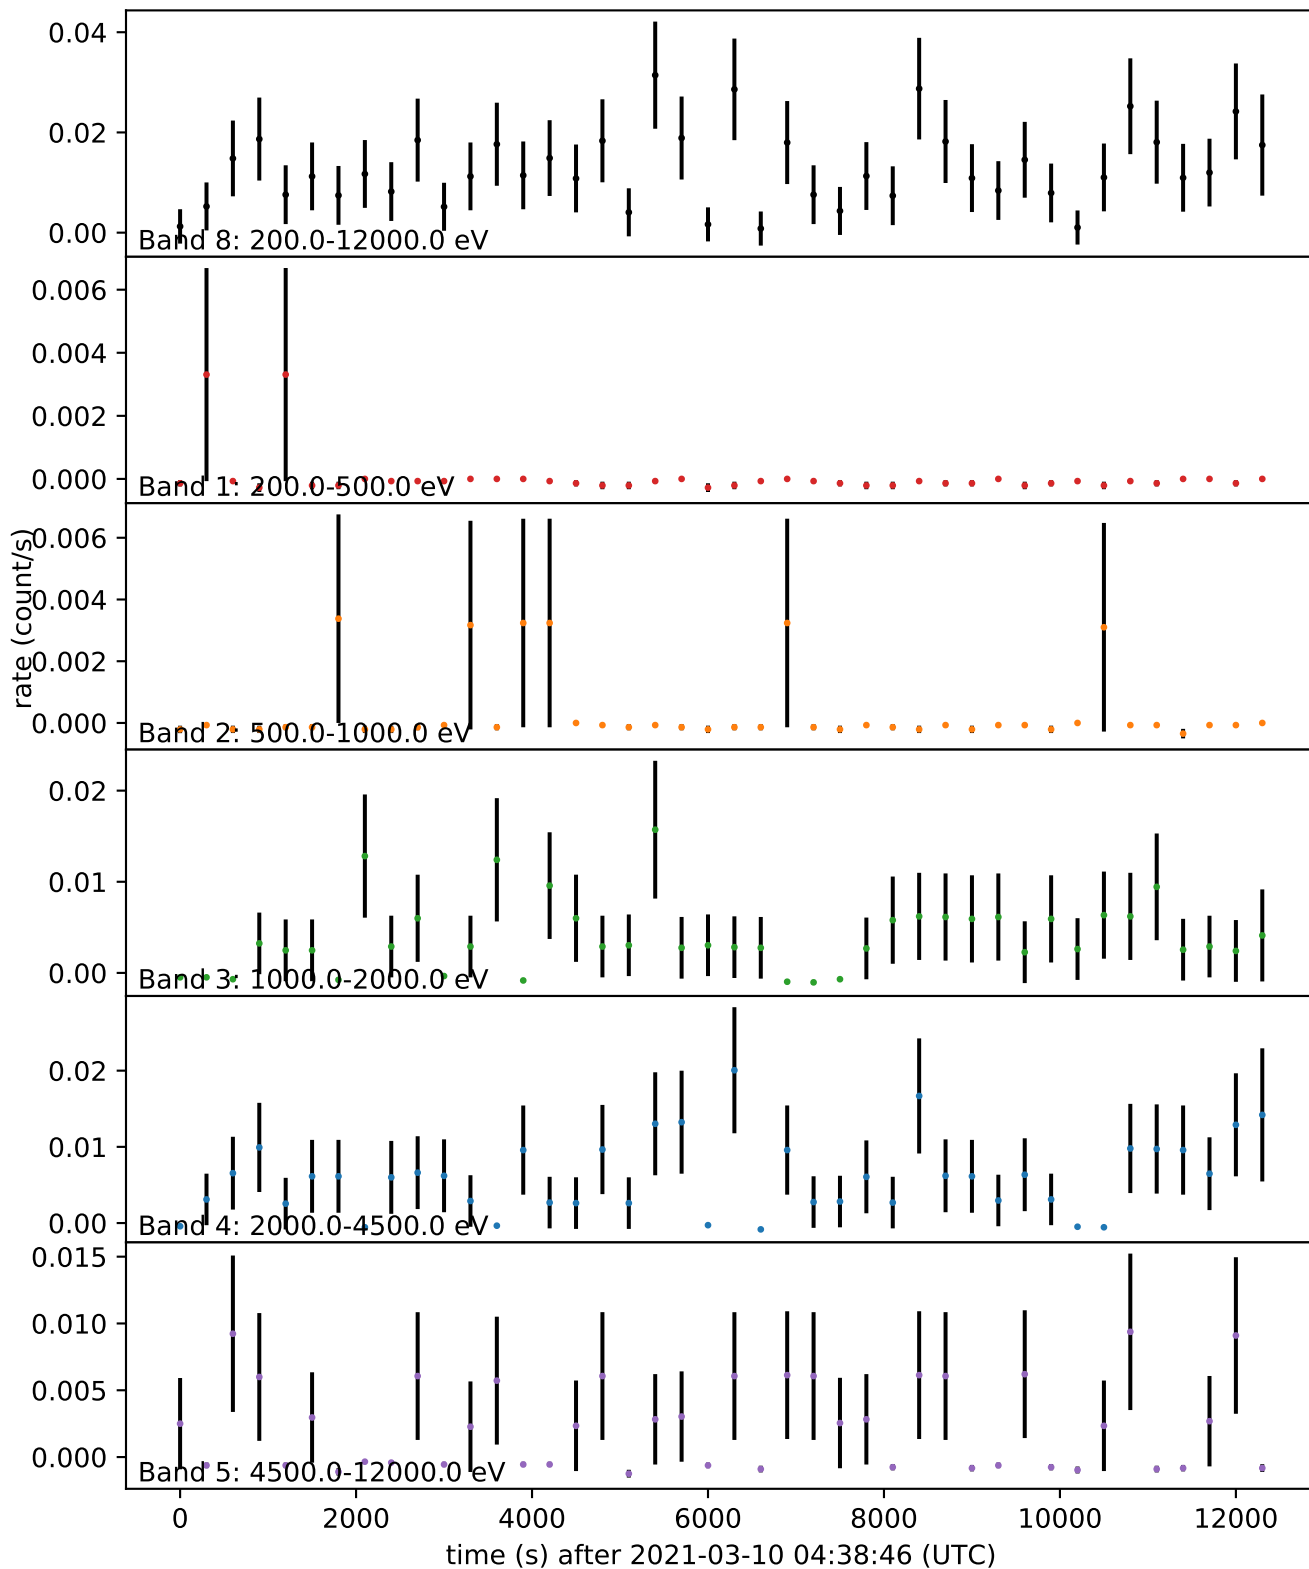 0.04
0.02
0.00
Band 8: 200.0-12000.0 eV
0.006
0.004
0.002
0.000
Band 1: 200.0-500.0 eV
rate (count/s)
0.006
0.004
0.002
0.000
Band 2: 500.0-1000.0 eV
0.02
0.01
0.00
Band 3: 1000.0-2000.0 eV
0.02
0.01
0.00
Band 4: 2000.0-4500.0 eV
0.015
0.010
0.005
0.000
Band 5: 4500.0-12000.0 eV
0 2000 4000 6000 8000 10000 12000
time (s) after 2021-03-10 04:38:46 (UTC)